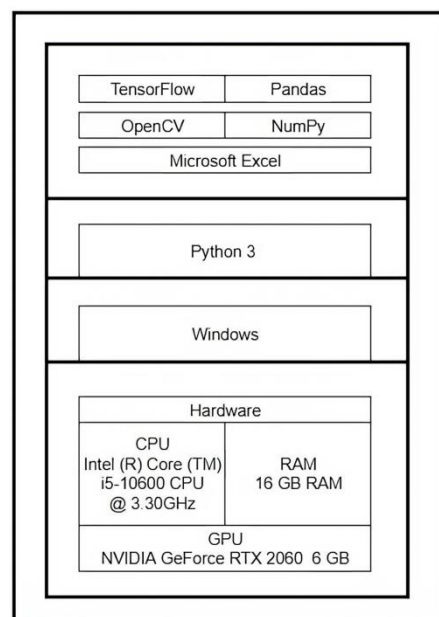 TensorFlow Pandas
OpenCV NumPy
Microsoft Excel
Python 3
Windows
Hardware
CPU
Intel (R) Core (TM)
i5-10600 CPU
@ 3.30GHz
RAM
16 GB RAM
GPU
NVIDIA GeForce RTX 2060 6 GB